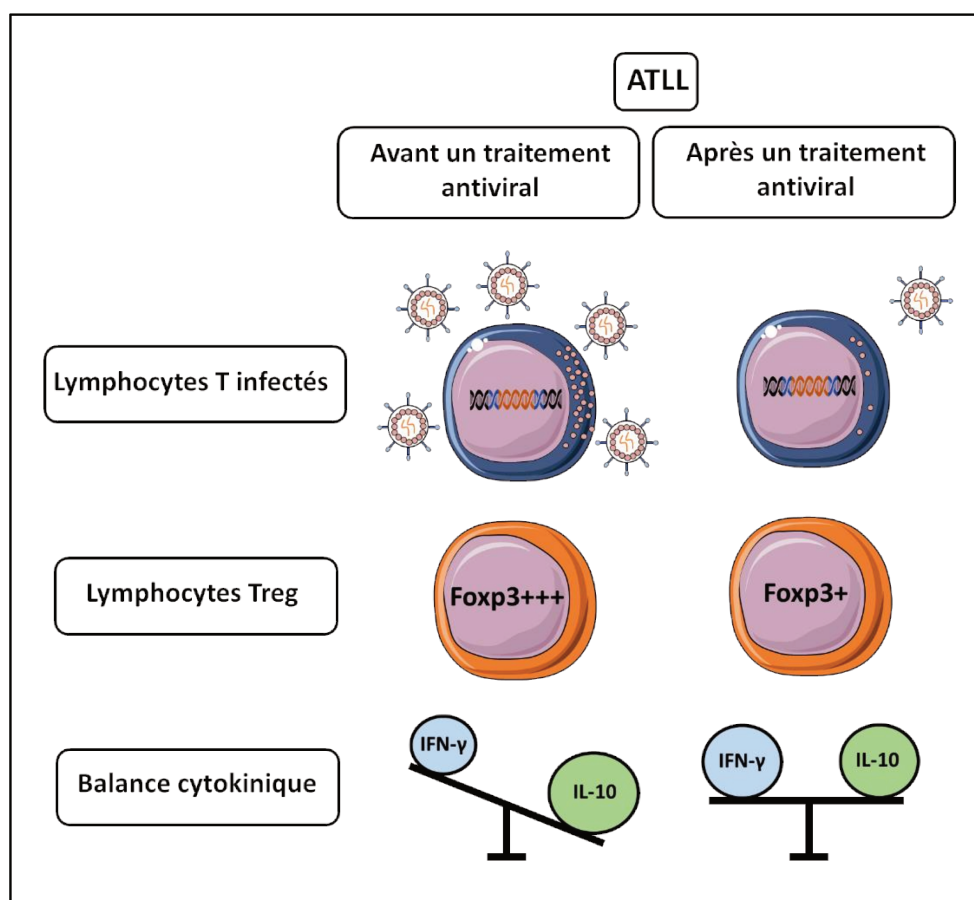 ATLL
Avant un traitement
antiviral
Après un traitement
antiviral
Lymphocytes T infectés
Lymphocytes Treg
Foxp3+++
Foxp3+
Balance cytokinique
IFN-γ
IL-10
IFN-γ
IL-10